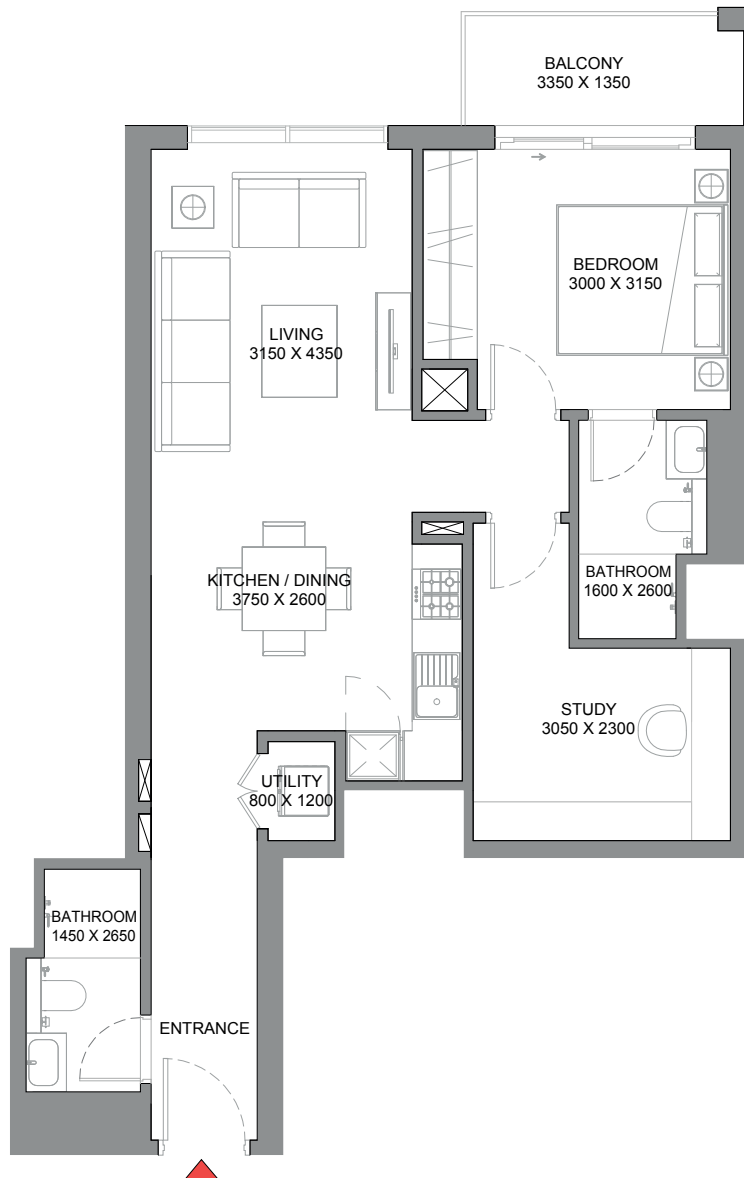 BALCONY
3350 X 1350
BEDROOM
3000 X 3150
LIVING
3150 X 4350
KITCHEN / DINING
3750 X 2600
BATHROOM
1600 X 2600
STUDY
3050 X 2300
UTILITY
800 X 1200
BATHROOM
1450 X 2650
ENTRANCE